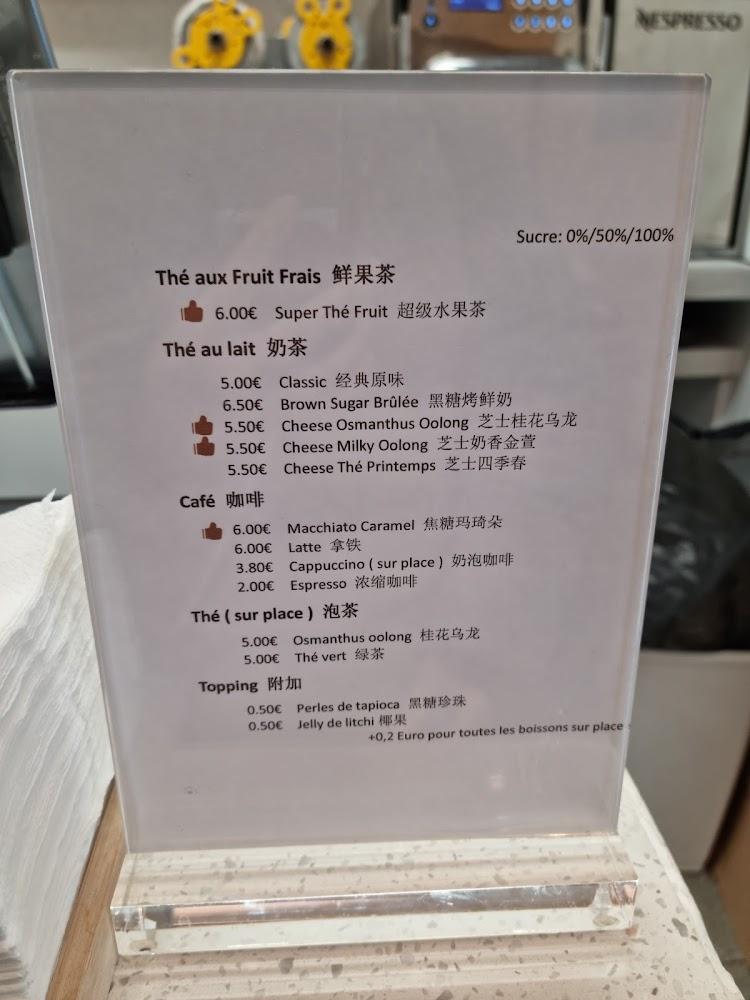 NESPRESSO
Sucre: 0%/50%/100%
Thé aux Fruit Frais 鲜果茶
6.00€ Super Thé Fruit 超级水果茶
Thé au lait 奶茶
5.00€ Classic 经典原味
6.50€ Brown Sugar Brûlée 黑糖烤鲜奶
5.50€ Cheese Osmanthus Oolong 芝士桂花乌龙
5.50€ Cheese Milky Oolong 芝士奶香金萱
5.50€ Cheese Thé Printemps 芝士四季春
Café 咖啡
6.00€ Macchiato Caramel 焦糖玛琦朵
6.00€ Latte 拿铁
3.80€ Cappuccino ( sur place ) 奶泡咖啡
2.00€ Espresso 浓缩咖啡
Thé ( sur place ) 泡茶
5.00€ Osmanthus oolong 桂花乌龙
5.00€ Thé vert 绿茶
Topping 附加
0.50€ Perles de tapioca 黑糖珍珠
0.50€ Jelly de litchi 椰果
+0,2 Euro pour toutes les boissons sur place